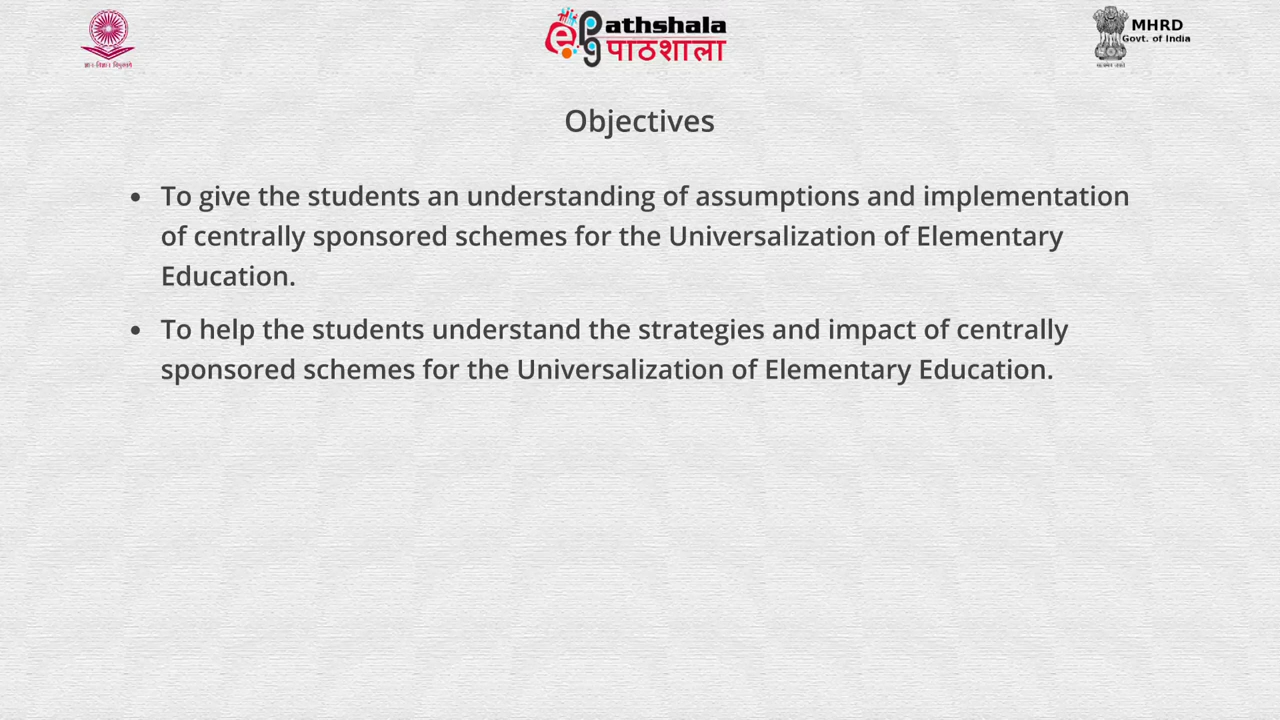 ePathshala
पाठशाला
MHRD
Govt. of India
Objectives
• To give the students an understanding of assumptions and implementation
of centrally sponsored schemes for the Universalization of Elementary
Education.
• To help the students understand the strategies and impact of centrally
sponsored schemes for the Universalization of Elementary Education.